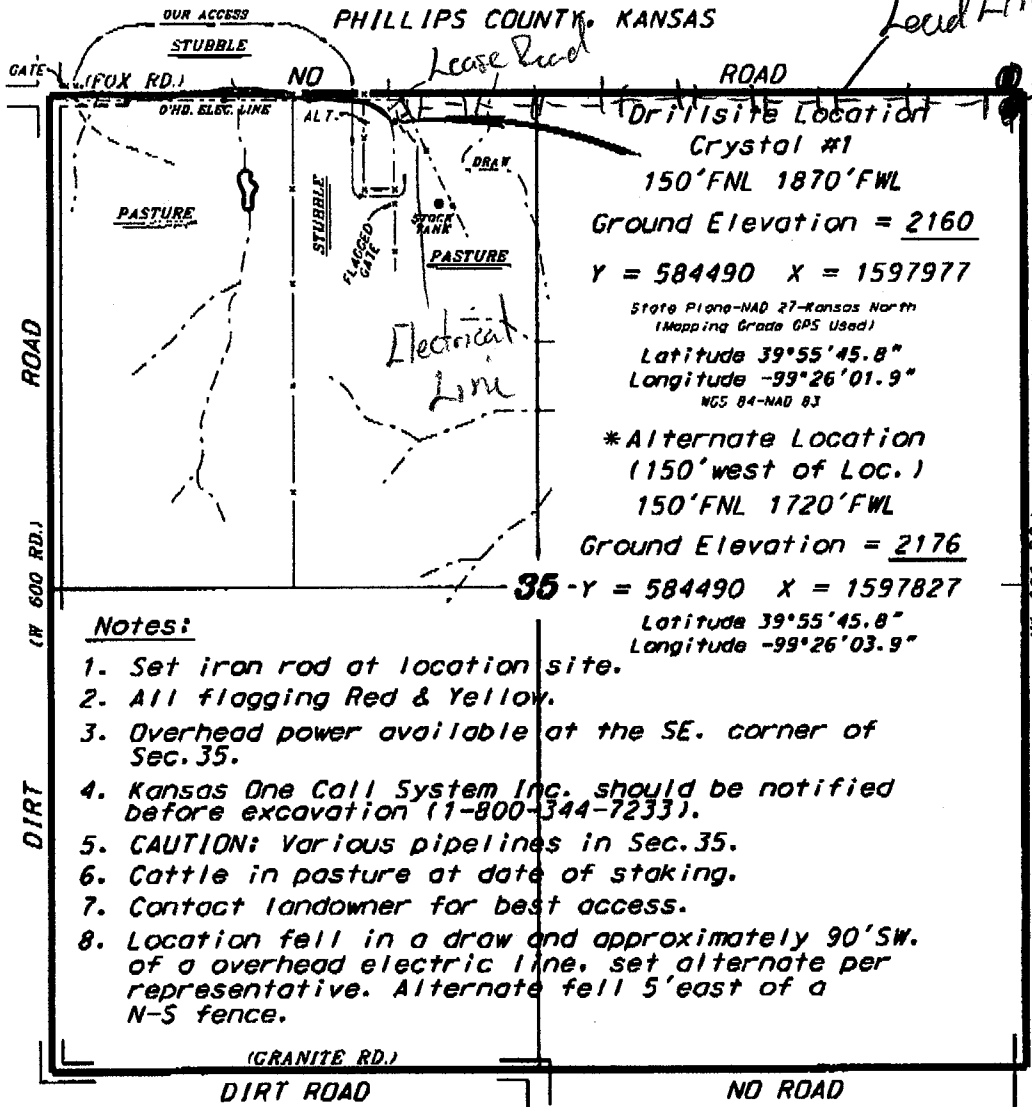 OUR ACCESS
PHILLIPS COUNTY, KANSAS
STUBBLE
Lease Road
GATE
(FOX RD.)
NO
ROAD
O'HD. ELEC. LINE
ALT.
Drillsite Location
Crystal #1
150'FNL 1870'FWL
DRAW
PASTURE
STUBBLE
STOCK TANK
FLAGGED GATE
PASTURE
Ground Elevation = 2160
Y = 584490 X = 1597977
State Plane-NAD 27-Kansas North
(Mapping Grade GPS Used)
Electrical
Line
ROAD
Latitude 39°55'45.8"
Longitude -99°26'01.9"
WGS 84-NAD 83
*Alternate Location
(150'west of Loc.)
150'FNL 1720'FWL
Ground Elevation = 2176
(W 600 RD.)
35
Y = 584490 X = 1597827
Latitude 39°55'45.8"
Longitude -99°26'03.9"
Notes:
1. Set iron rod at location site.
2. All flagging Red & Yellow.
3. Overhead power available at the SE. corner of
Sec.35.
4. Kansas One Call System Inc. should be notified
before excavation (1-800-344-7233).
DIRT
5. CAUTION: Various pipelines in Sec.35.
6. Cattle in pasture at date of staking.
7. Contact landowner for best access.
8. Location fell in a draw and approximately 90'SW.
of a overhead electric line, set alternate per
representative. Alternate fell 5'east of a
N-S fence.
(GRANITE RD.)
DIRT ROAD
NO ROAD